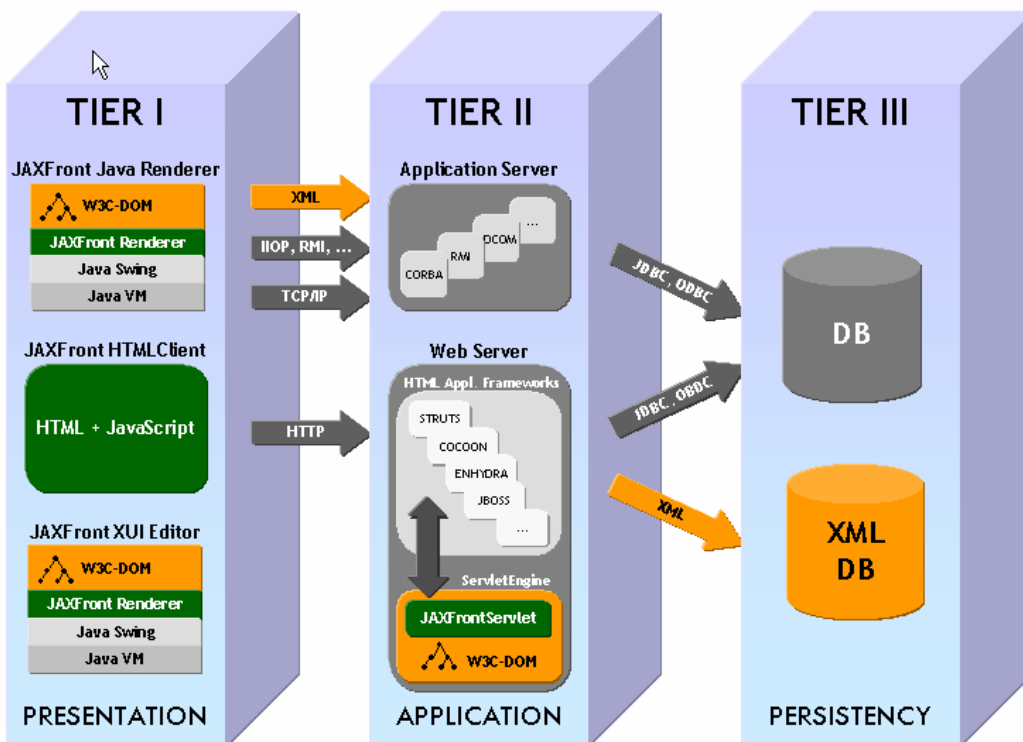 TIER I
JAXFront Java Renderer
W3C-DOM
JAXFront Renderer
Java Swing
Java VM
JAXFront HTMLClient
HTML + JavaScript
JAXFront XUI Editor
W3C-DOM
JAXFront Renderer
Java Swing
Java VM
PRESENTATION
XML
IIOP, RMI, ...
TCP/IP
HTTP
TIER II
Application Server
...
DCOM
RMI
CORBA
Web Server
HTML Appl. Frameworks
STRUTS
COCOON
ENHYDRA
JBOSS
...
ServletEngine
JAXFrontServlet
W3C-DOM
APPLICATION
JDBC, ODBC
JDBC, OBDC
XML
TIER III
DB
XML
DB
PERSISTENCY